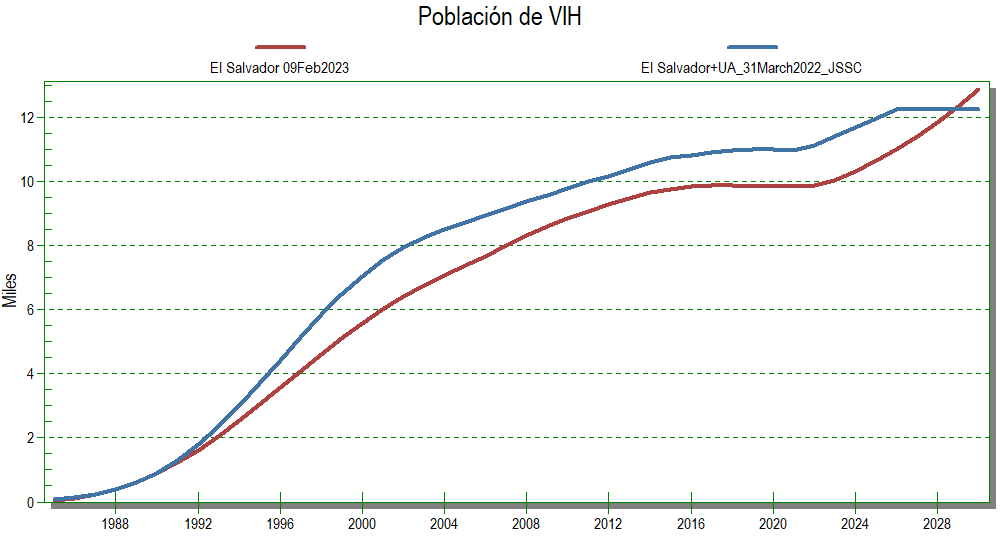 Población de VIH
El Salvador 09Feb2023
El Salvador+UA_31March2022_JSSC
Miles
12
10
8
6
4
2
0
1988 1992 1996 2000 2004 2008 2012 2016 2020 2024 2028